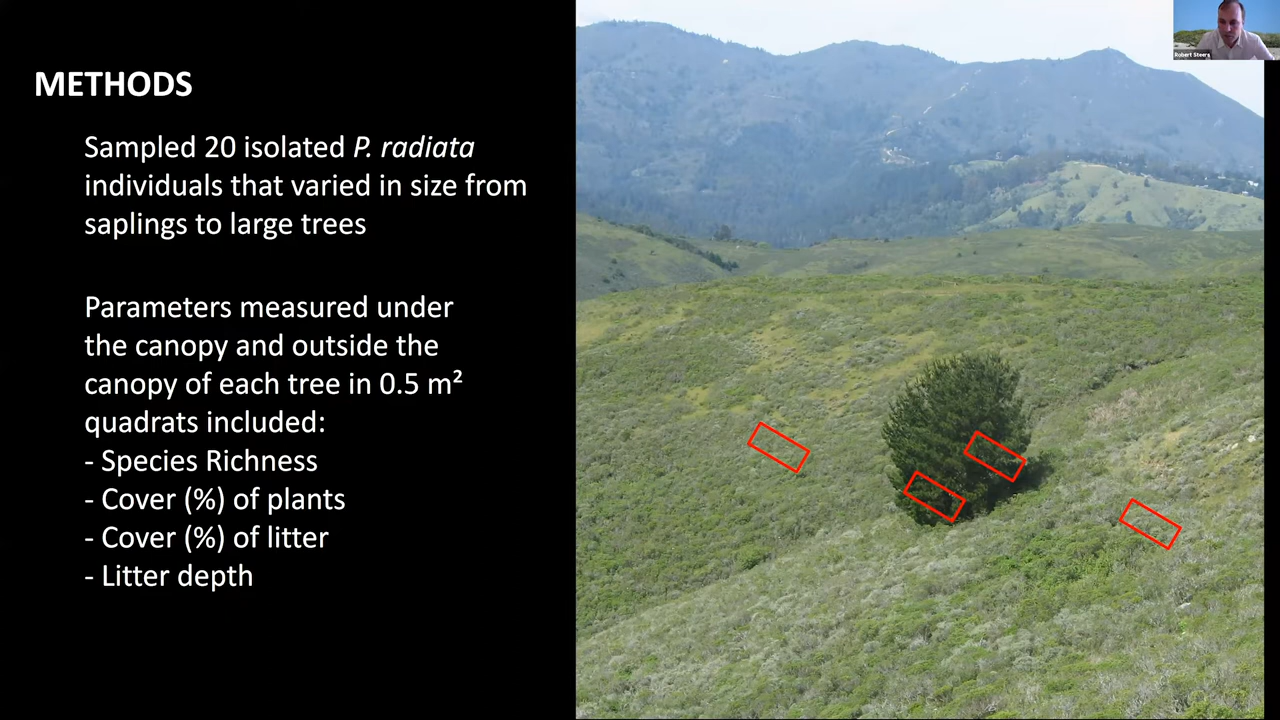 METHODS
Sampled 20 isolated P. radiata
individuals that varied in size from
saplings to large trees
Parameters measured under
the canopy and outside the
canopy of each tree in 0.5 m²
quadrats included:
- Species Richness
- Cover (%) of plants
- Cover (%) of litter
- Litter depth
Robert Steers